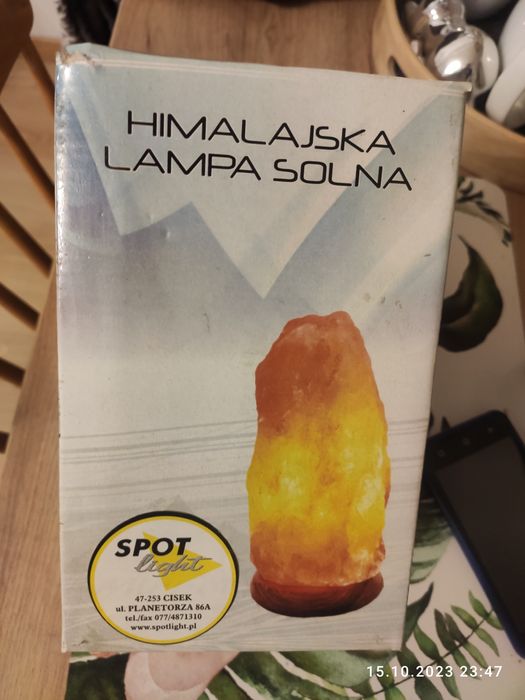 HIMALAJSKA
LAMPA SOLNA
SPOT
light
47-253 CISEK
ul. PLANETORZA 86A
tel./fax 077/4871310
www.spotlight.pl
15.10.2023 23:47